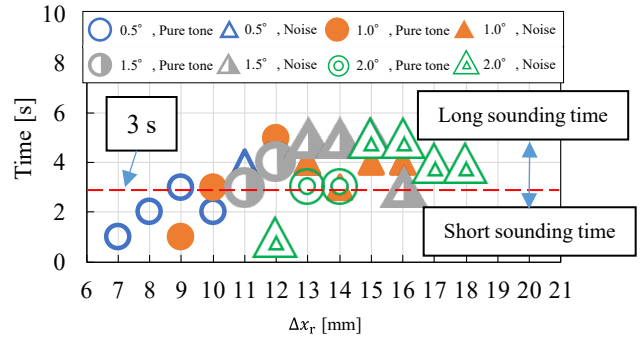 0.5° , Pure tone 0.5° , Noise 1.0° , Pure tone 1.0° , Noise
1.5° , Pure tone 1.5° , Noise 2.0° , Pure tone 2.0° , Noise
10
8
6
4
2
0
Time [s]
3 s
Long sounding time
Short sounding time
6 7 8 9 10 11 12 13 14 15 16 17 18 19 20 21
Δxr [mm]